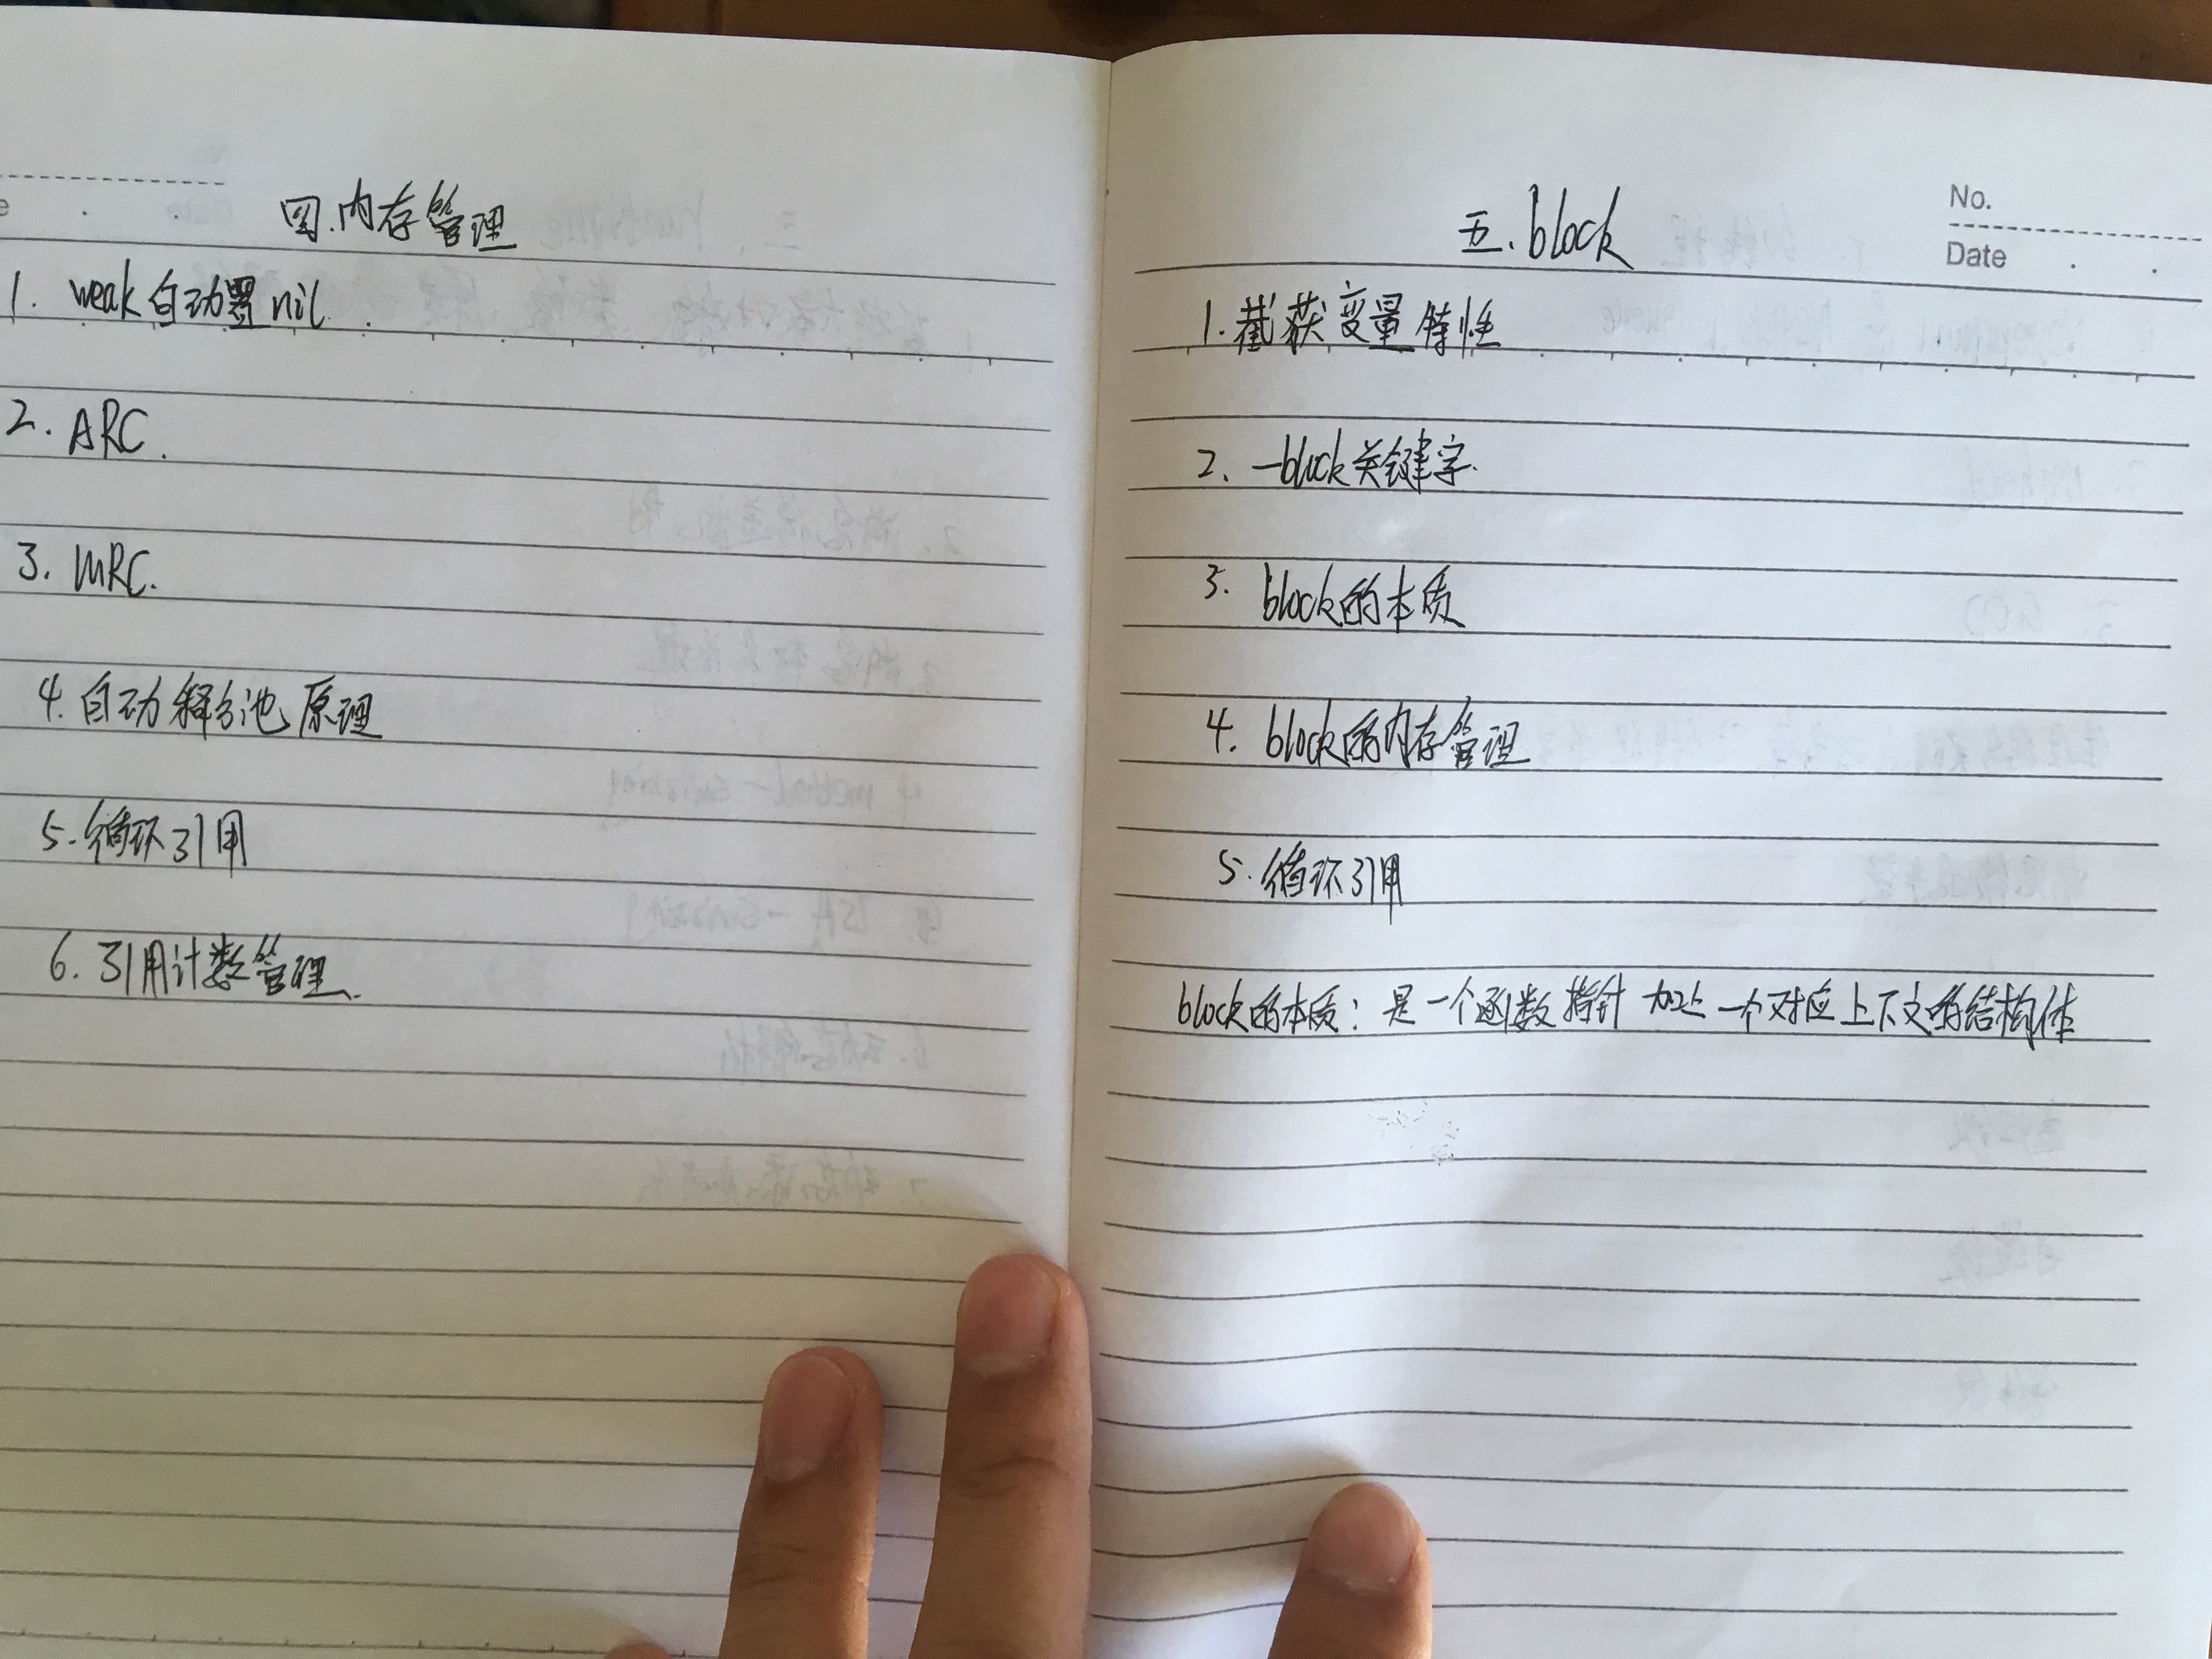 四.内存管理
1. weak自动置nil.
2. ARC.
3. MRC.
4. 自动释放池原理
5. 循环引用
6. 引用计数管理.
No.
Date
五.block
1.截获变量特性
2. _block关键字.
3. block的本质
4. block的内存管理
5. 循环引用
block的本质：是一个函数指针 加上 一个对应上下文的结构体